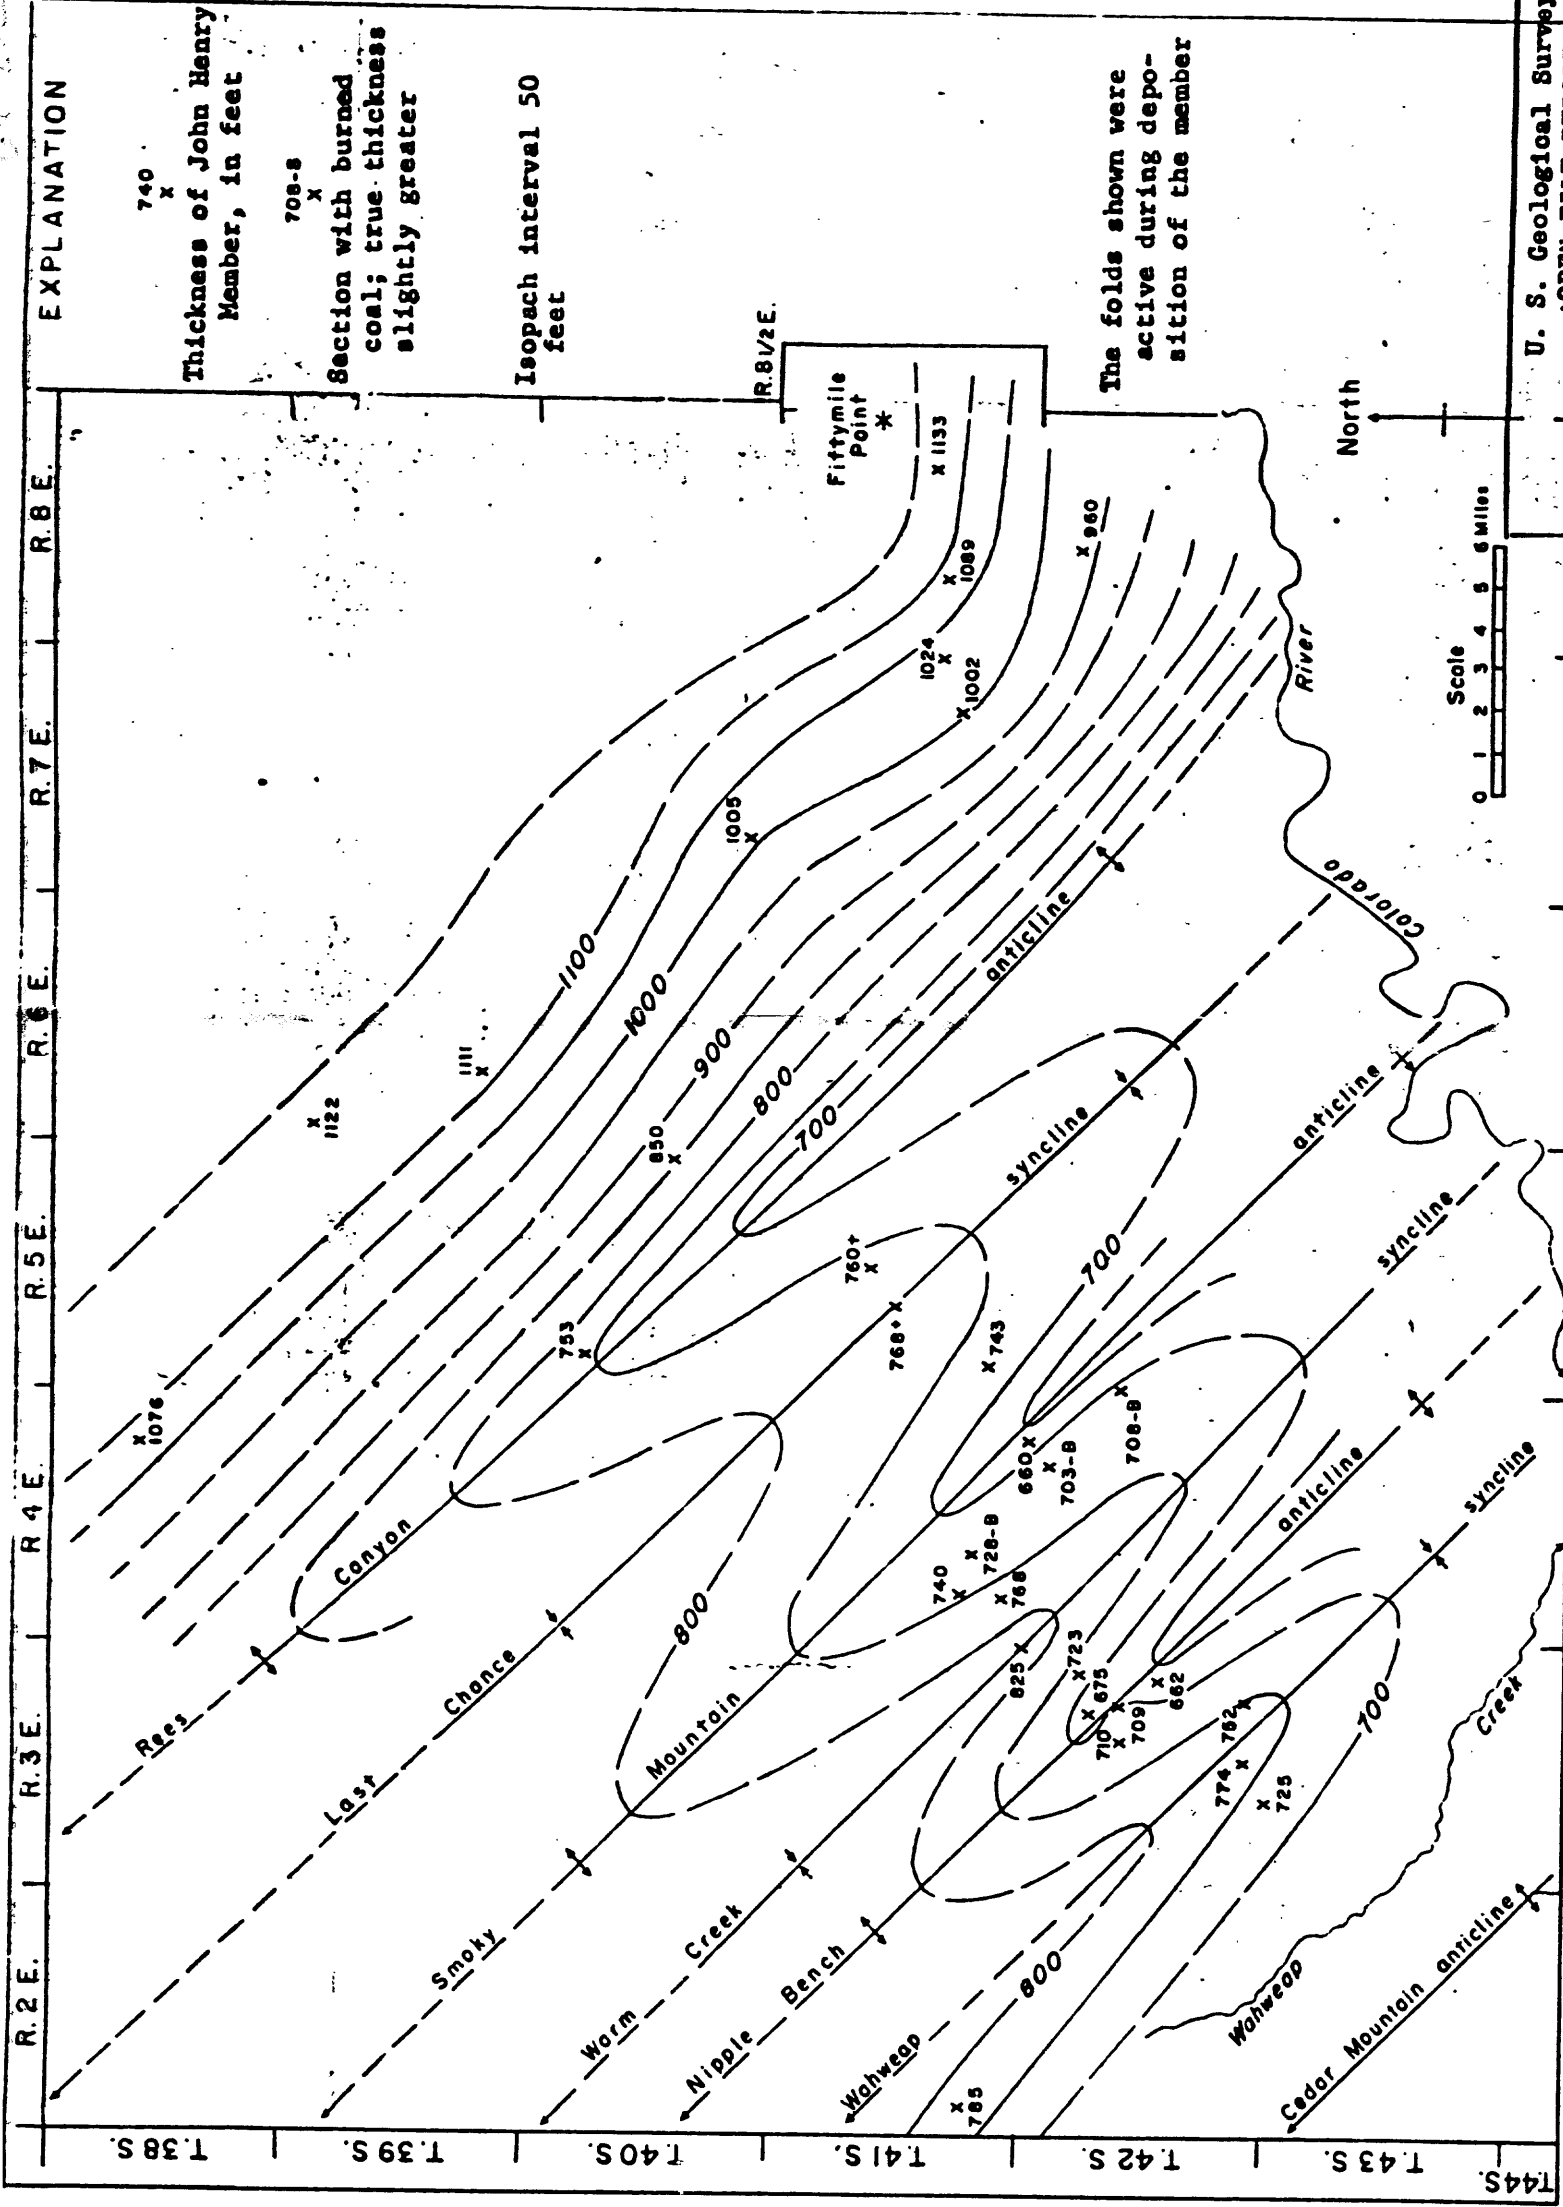 R. 2 E.
R. 3 E.
R 4 E.
R. 5 E.
R. 6 E.
R. 7 E.
R. 8 E.
EXPLANATION
740
x
Thickness of John Henry
Member, in feet
708-B
x
Section with burned
coal; true thickness
slightly greater
Isopach interval 50
feet
R.8 1/2 E.
Fiftymile
Point
*
The folds shown were
active during depo-
sition of the member
North
Scale
0 1 2 3 4 5 6 Miles
U. S. Geological Survey
T.38 S.
T.39 S.
T.40 S.
T.41 S.
T.42 S.
T.43 S.
T.44S.
Rees Canyon anticline
Last Chance syncline
Smoky Mountain anticline
Warm Creek syncline
Nipple Bench anticline
Wahweap syncline
Cedar Mountain anticline
Wahweap Creek
Colorado River
1100
1000
900
800
700
800
700
800
700
x 1076
x 1122
1111 x
850 x
753 x
1005 x
1024 x
x 1002
x 1089
x 1133
x 960
760+ x
768+ x
x 743
660 x
x 703-B
708-B x
740 x
x 728-B
x 768
825 x
x 723
x 675
710 x
x 709
x 662
762 x
774 x
x 725
x 785